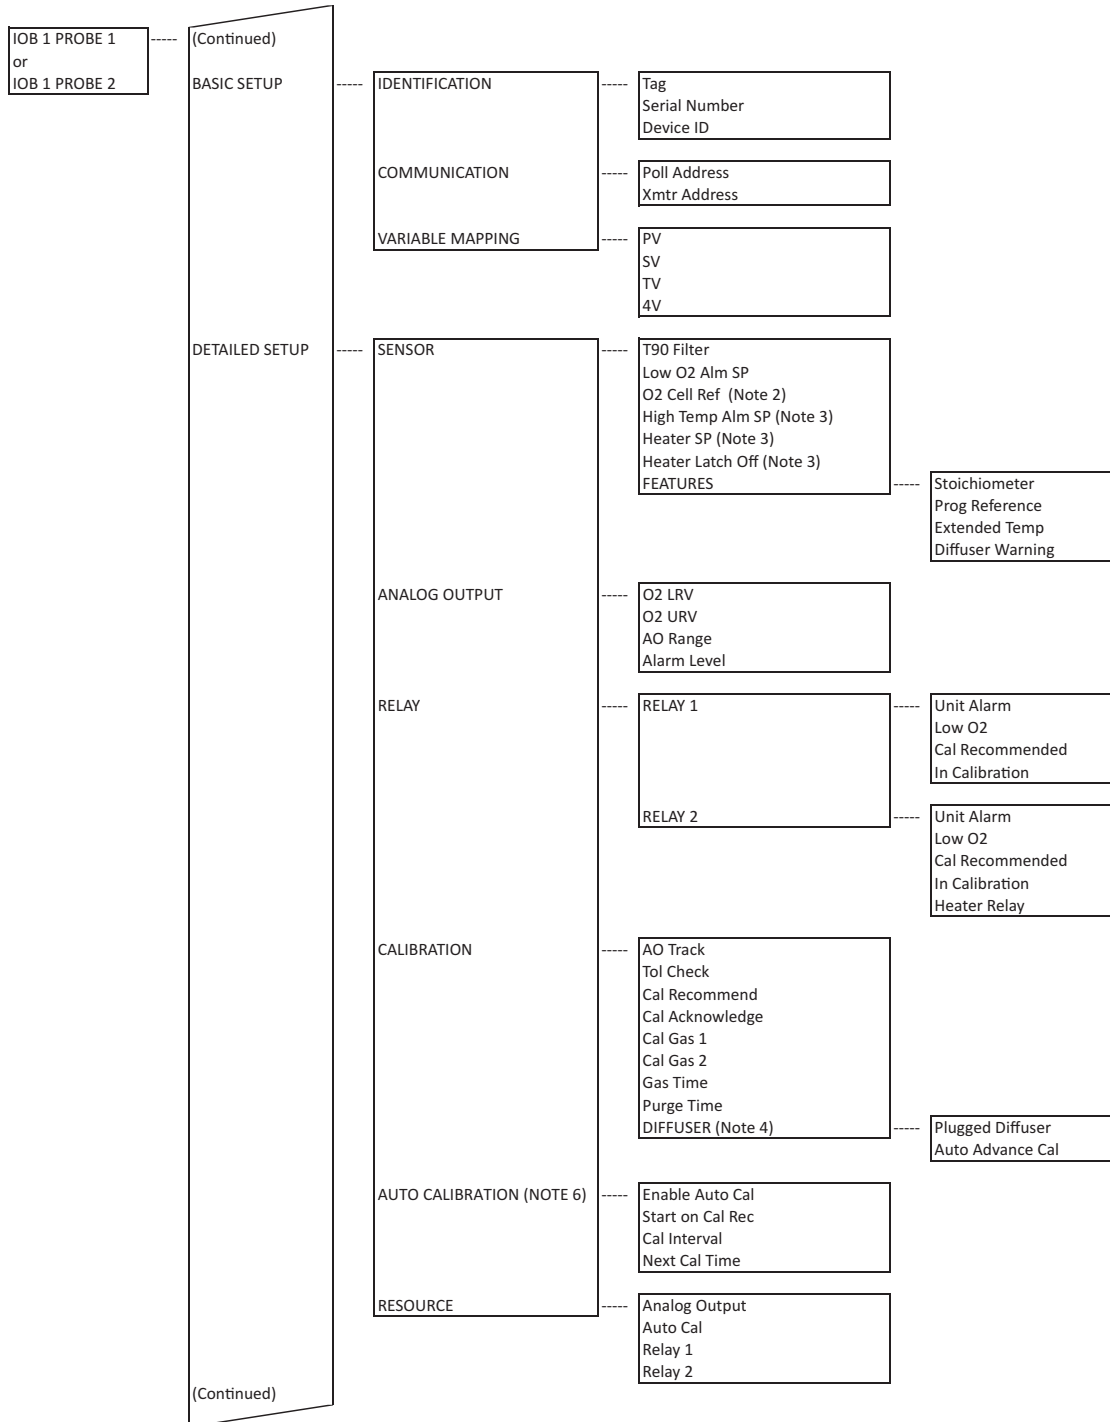 IOB 1 PROBE 1
or
IOB 1 PROBE 2
(Continued)
BASIC SETUP
IDENTIFICATION
Tag
Serial Number
Device ID
COMMUNICATION
Poll Address
Xmtr Address
VARIABLE MAPPING
PV
SV
TV
4V
DETAILED SETUP
SENSOR
T90 Filter
Low O2 Alm SP
O2 Cell Ref (Note 2)
High Temp Alm SP (Note 3)
Heater SP (Note 3)
Heater Latch Off (Note 3)
FEATURES
Stoichiometer
Prog Reference
Extended Temp
Diffuser Warning
ANALOG OUTPUT
O2 LRV
O2 URV
AO Range
Alarm Level
RELAY
RELAY 1
Unit Alarm
Low O2
Cal Recommended
In Calibration
RELAY 2
Unit Alarm
Low O2
Cal Recommended
In Calibration
Heater Relay
CALIBRATION
AO Track
Tol Check
Cal Recommend
Cal Acknowledge
Cal Gas 1
Cal Gas 2
Gas Time
Purge Time
DIFFUSER (Note 4)
Plugged Diffuser
Auto Advance Cal
AUTO CALIBRATION (NOTE 6)
Enable Auto Cal
Start on Cal Rec
Cal Interval
Next Cal Time
RESOURCE
Analog Output
Auto Cal
Relay 1
Relay 2
(Continued)